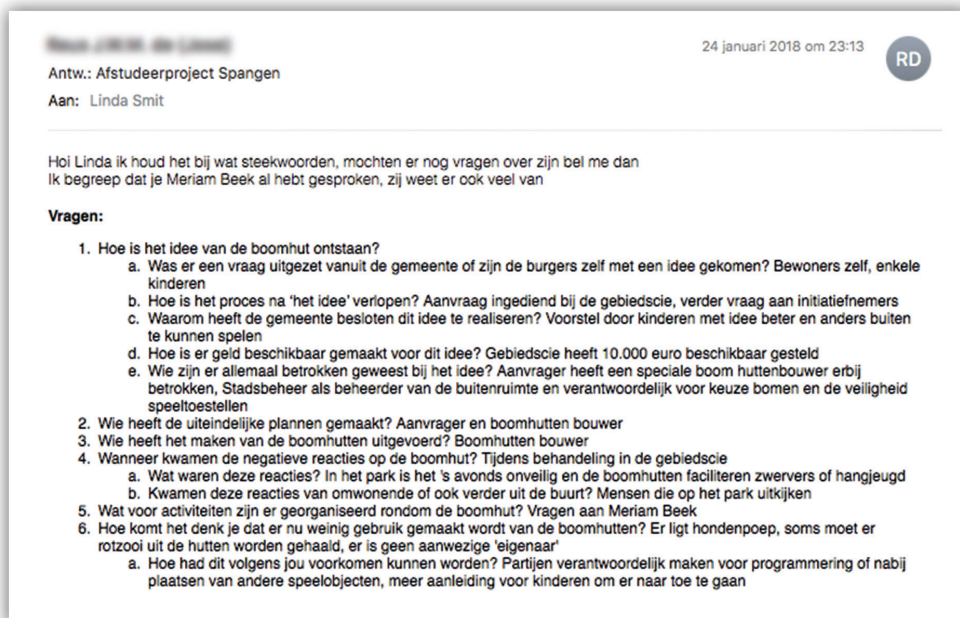 24 januari 2018 om 23:13
RD
Antw.: Afstudeerproject Spangen
Aan: Linda Smit
Hoi Linda ik houd het bij wat steekwoorden, mochten er nog vragen over zijn bel me dan
Ik begreep dat je Meriam Beek al hebt gesproken, zij weet er ook veel van
Vragen:
1. Hoe is het idee van de boomhut ontstaan?
a. Was er een vraag uitgezet vanuit de gemeente of zijn de burgers zelf met een idee gekomen? Bewoners zelf, enkele
kinderen
b. Hoe is het proces na 'het idee' verlopen? Aanvraag ingediend bij de gebiedscie, verder vraag aan initiatiefnemers
c. Waarom heeft de gemeente besloten dit idee te realiseren? Voorstel door kinderen met idee beter en anders buiten
te kunnen spelen
d. Hoe is er geld beschikbaar gemaakt voor dit idee? Gebiedscie heeft 10.000 euro beschikbaar gesteld
e. Wie zijn er allemaal betrokken geweest bij het idee? Aanvrager heeft een speciale boom huttenbouwer erbij
betrokken, Stadsbeheer als beheerder van de buitenruimte en verantwoordelijk voor keuze bomen en de veiligheid
speeltoestellen
2. Wie heeft de uiteindelijke plannen gemaakt? Aanvrager en boomhutten bouwer
3. Wie heeft het maken van de boomhutten uitgevoerd? Boomhutten bouwer
4. Wanneer kwamen de negatieve reacties op de boomhut? Tijdens behandeling in de gebiedscie
a. Wat waren deze reacties? In het park is het 's avonds onveilig en de boomhutten faciliteren zwervers of hangjeugd
b. Kwamen deze reacties van omwonende of ook verder uit de buurt? Mensen die op het park uitkijken
5. Wat voor activiteiten zijn er georganiseerd rondom de boomhut? Vragen aan Meriam Beek
6. Hoe komt het denk je dat er nu weinig gebruik gemaakt wordt van de boomhutten? Er ligt hondenpoep, soms moet er
rotzooi uit de hutten worden gehaald, er is geen aanwezige 'eigenaar'
a. Hoe had dit volgens jou voorkomen kunnen worden? Partijen verantwoordelijk maken voor programmering of nabij
plaatsen van andere speelobjecten, meer aanleiding voor kinderen om er naar toe te gaan